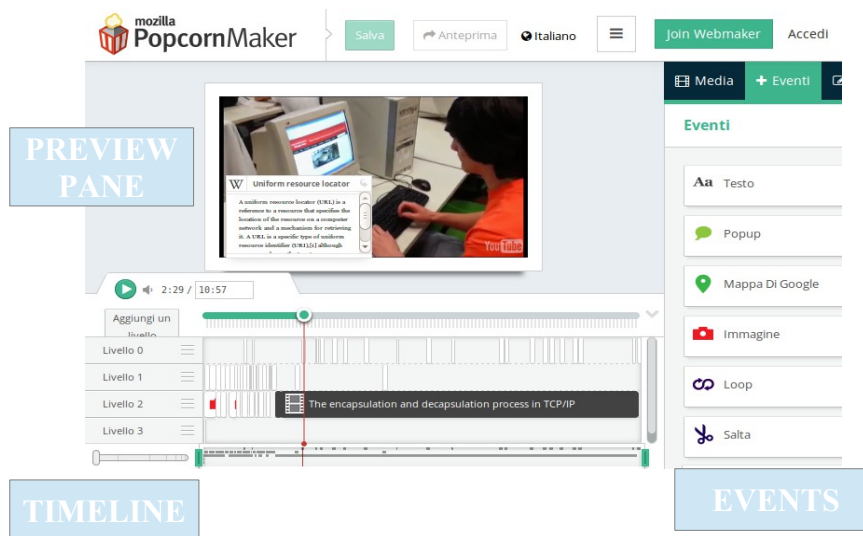 mozilla
PopcornMaker
Salva
Anteprima
Italiano
Join Webmaker
Accedi
Media
Eventi
PREVIEW
PANE
Eventi
W Uniform resource locator
A uniform resource locator (URL) is a
reference to a resource that specifies the
location of the resource on a computer
network and a mechanism for retrieving
it. A URL is a specific type of uniform
resource identifier (URI),[1] although
YouTube
Aa Testo
Popup
Mappa Di Google
Immagine
Loop
Salta
2:29 / 10:57
Aggiungi un
livello
Livello 0
Livello 1
Livello 2
The encapsulation and decapsulation process in TCP/IP
Livello 3
TIMELINE
EVENTS